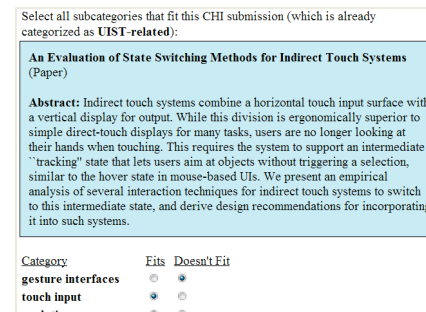 Select all subcategories that fit this CHI submission (which is already
categorized as UIST-related):
An Evaluation of State Switching Methods for Indirect Touch Systems
(Paper)
Abstract: Indirect touch systems combine a horizontal touch input surface with
a vertical display for output. While this division is ergonomically superior to
simple direct-touch displays for many tasks, users are no longer looking at
their hands when touching. This requires the system to support an intermediate
``tracking'' state that lets users aim at objects without triggering a selection,
similar to the hover state in mouse-based UIs. We present an empirical
analysis of several interaction techniques for indirect touch systems to switch
to this intermediate state, and derive design recommendations for incorporating
it into such systems.
Category Fits Doesn't Fit
gesture interfaces
touch input